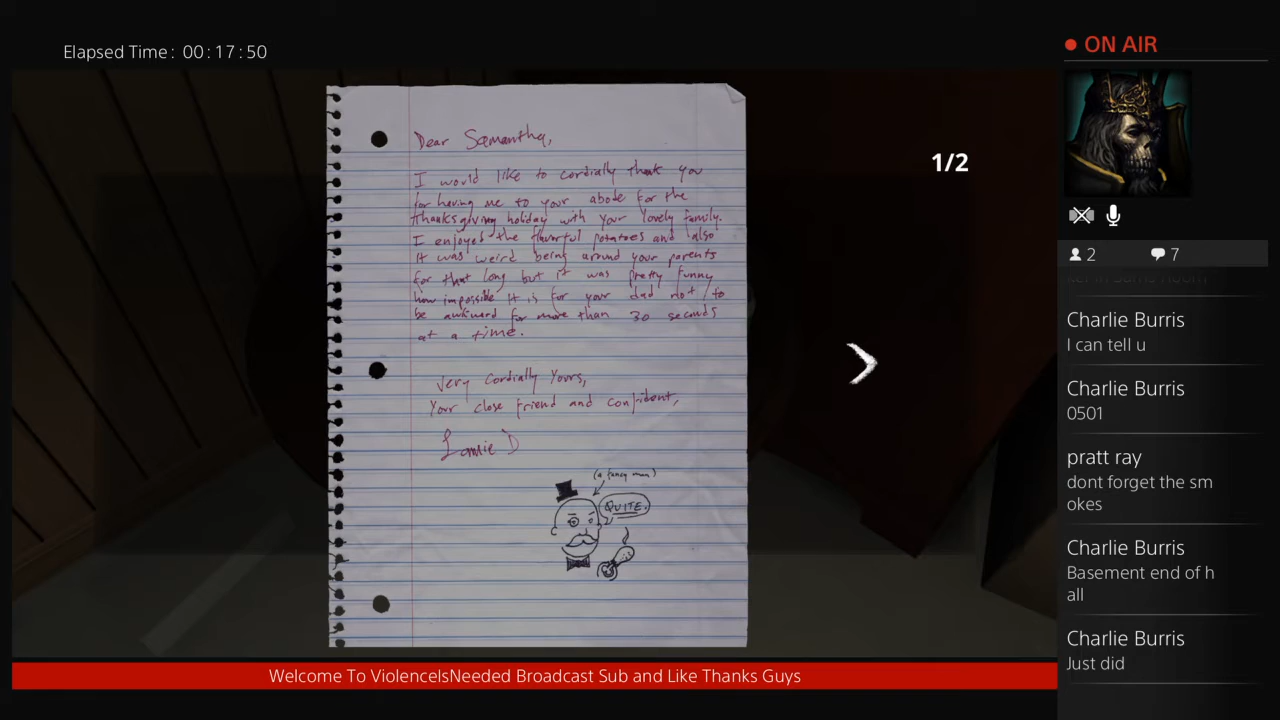 Elapsed Time: 00:17:50
Dear Samantha,
I would like to cordially thank you
for having me to your abode for the
Thanksgiving holiday with your lovely family.
I enjoyed the flavorful potatoes and also
it was weird being around your parents
for that long but it was pretty funny
how impossible it is for your dad not to
be awkward for more than 30 seconds
at a time.
Very Cordially Yours,
Your close friend and confident,
Lonnie D
(a fancy man)
QUITE.
1/2
ON AIR
2
7
Charlie Burris
I can tell u
Charlie Burris
0501
pratt ray
dont forget the sm
okes
Charlie Burris
Basement end of h
all
Charlie Burris
Just did
Welcome To ViolenceIsNeeded Broadcast Sub and Like Thanks Guys